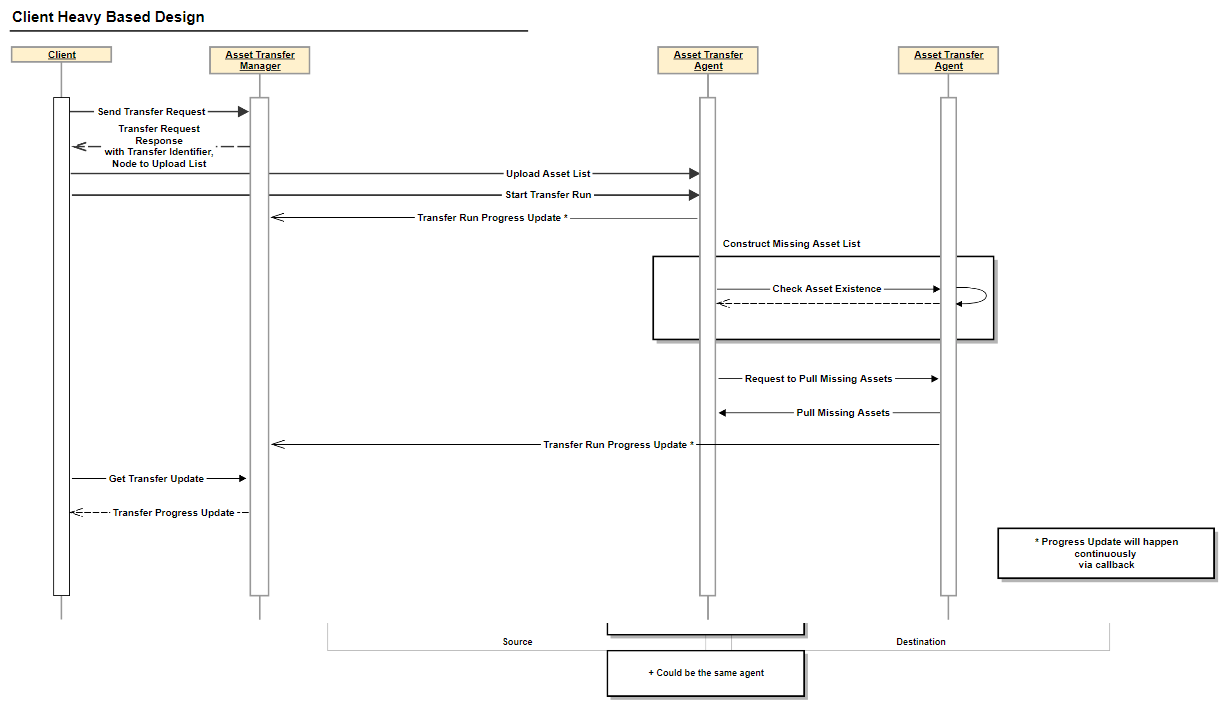 Client Heavy Based Design
Client
Asset Transfer
Manager
Asset Transfer
Agent
Asset Transfer
Agent
Send Transfer Request
Transfer Request
Response
with Transfer Identifier,
Node to Upload List
Upload Asset List
Start Transfer Run
Transfer Run Progress Update *
Construct Missing Asset List
Check Asset Existence
Request to Pull Missing Assets
Pull Missing Assets
Transfer Run Progress Update *
Get Transfer Update
Transfer Progress Update
* Progress Update will happen
continuously
via callback
Source
Destination
+ Could be the same agent